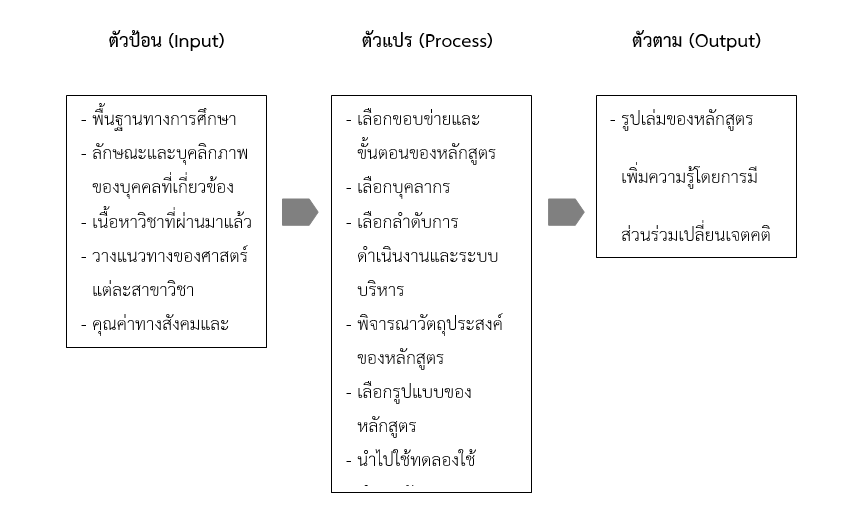 ตัวป้อน (Input)
- พื้นฐานทางการศึกษา
- ลักษณะและบุคลิกภาพ
ของบุคคลที่เกี่ยวข้อง
- เนื้อหาวิชาที่ผ่านมาแล้ว
- วางแนวทางของศาสตร์
แต่ละสาขาวิชา
- คุณค่าทางสังคมและ
ตัวแปร (Process)
- เลือกขอบข่ายและ
ขั้นตอนของหลักสูตร
- เลือกบุคลากร
- เลือกลำดับการ
ดำเนินงานและระบบ
บริหาร
- พิจารณาวัตถุประสงค์
ของหลักสูตร
- เลือกรูปแบบของ
หลักสูตร
- นำไปใช้ทดลองใช้
ตัวตาม (Output)
- รูปเล่มของหลักสูตร
เพิ่มความรู้โดยการมี
ส่วนร่วมเปลี่ยนเจตคติ